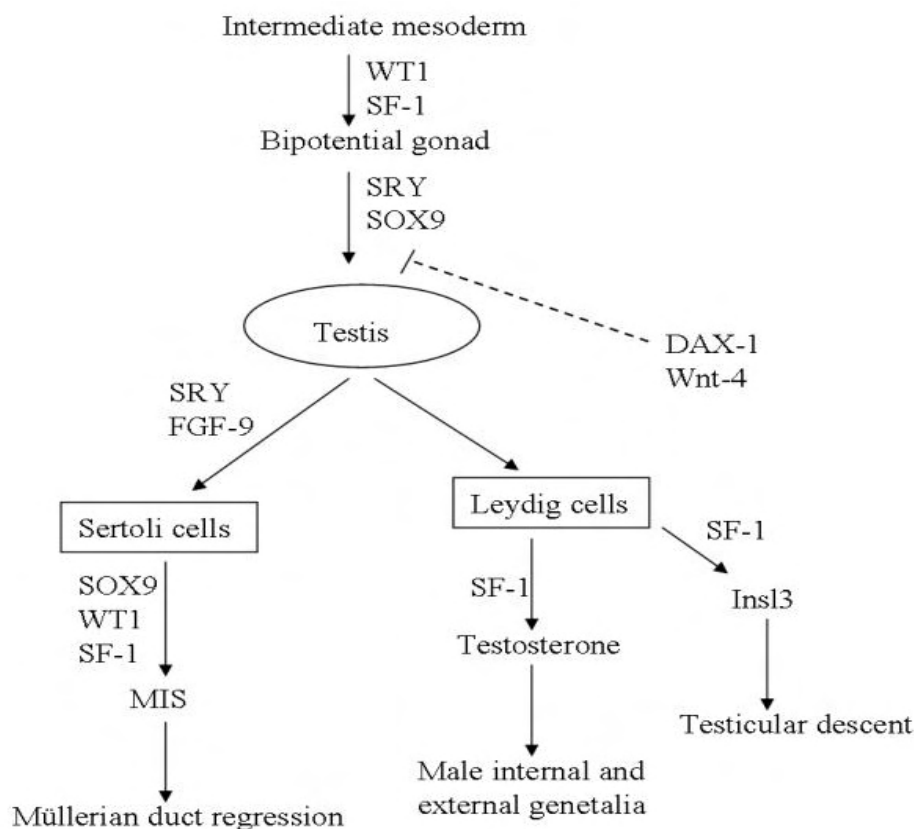 Intermediate mesoderm
WT1
SF-1
Bipotential gonad
SRY
SOX9
Testis
DAX-1
Wnt-4
SRY
FGF-9
Sertoli cells
Leydig cells
SOX9
WT1
SF-1
SF-1
SF-1
Insl3
MIS
Testosterone
Testicular descent
Müllerian duct regression
Male internal and
external genetalia